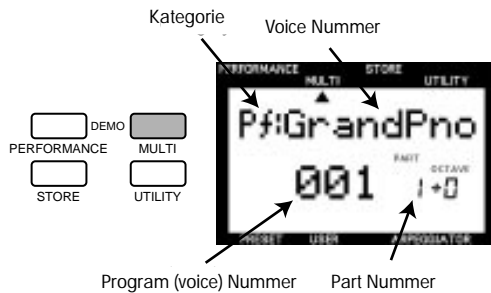 Kategorie
Voice Nummer
PERFORMANCE STORE
MULTI UTILITY
Pf:GrandPno
DEMO
PERFORMANCE MULTI
PART
OCTAVE
001 1+0
STORE UTILITY
PRESET USER ARPEGGIATOR
Program (voice) Nummer
Part Nummer